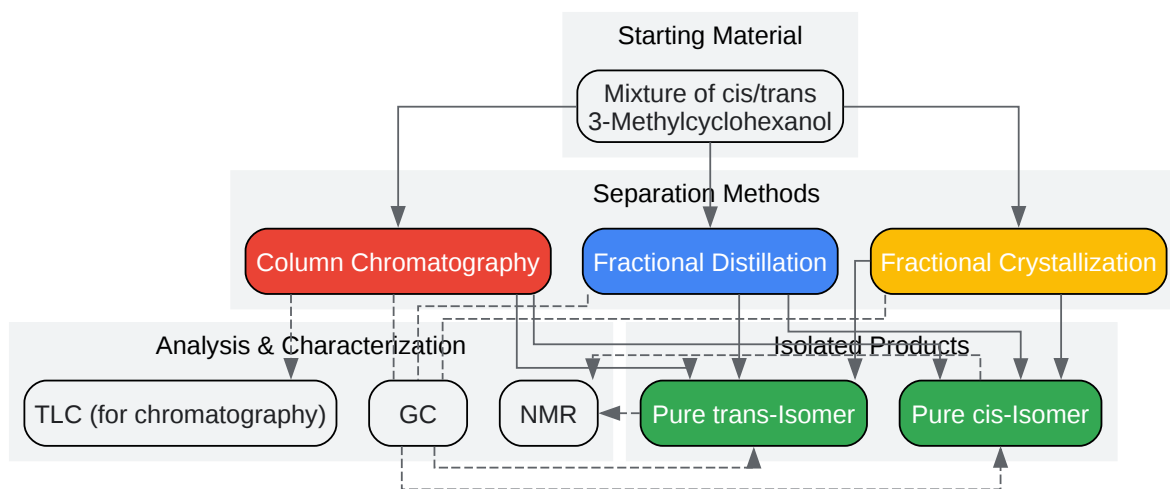 Starting Material
Mixture of cis/trans
3-Methylcyclohexanol
Separation Methods
Column Chromatography
Fractional Distillation
Fractional Crystallization
Analysis & Characterization
Isolated Products
TLC (for chromatography)
GC
NMR
Pure trans-Isomer
Pure cis-Isomer